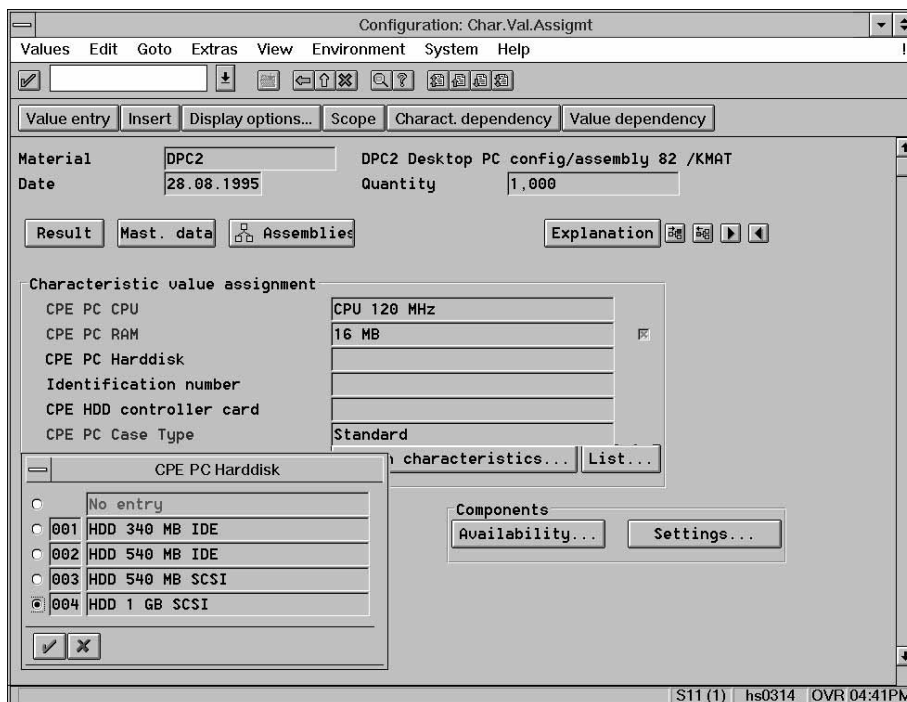 Configuration: Char.Val.Assigmt
Values Edit Goto Extras View Environment System Help !
Value entry Insert Display options... Scope Charact. dependency Value dependency
Material DPC2 DPC2 Desktop PC config/assembly 82 /KMAT
Date 28.08.1995 Quantity 1,000
Result Mast. data Assemblies Explanation
Characteristic value assignment
CPE PC CPU CPU 120 MHz
CPE PC RAM 16 MB
CPE PC Harddisk
Identification number
CPE HDD controller card
CPE PC Case Type Standard
characteristics... List...
CPE PC Harddisk
No entry
001 HDD 340 MB IDE
002 HDD 540 MB IDE
003 HDD 540 MB SCSI
004 HDD 1 GB SCSI
Components
Availability... Settings...
S11 (1) hs0314 OVR 04:41PM